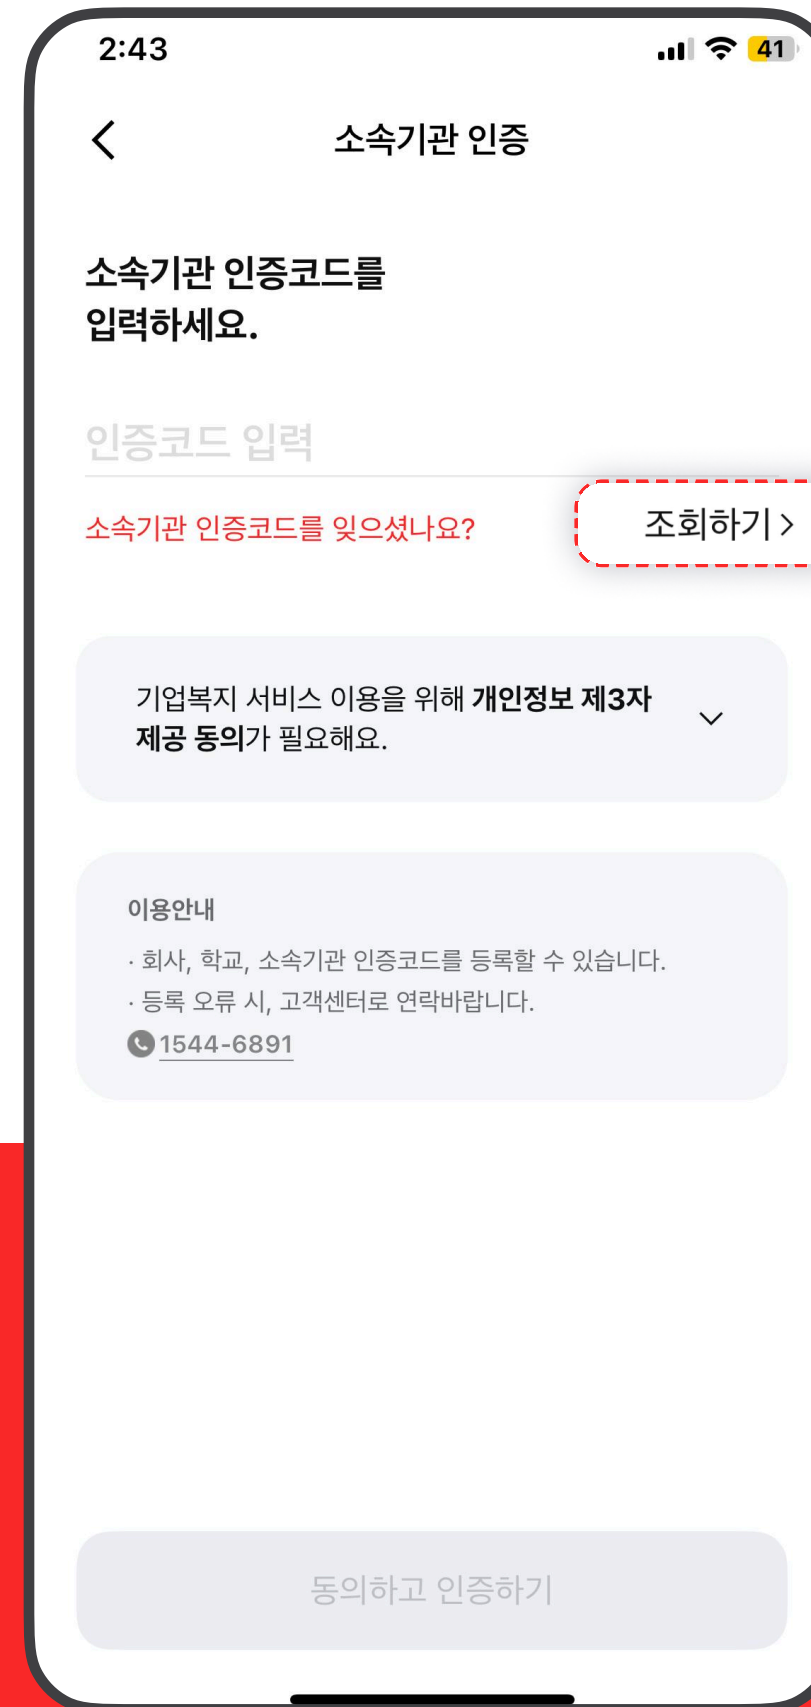 2:43
41
소속기관 인증
소속기관 인증코드를
입력하세요.
인증코드 입력
소속기관 인증코드를 잊으셨나요?
조회하기
기업복지 서비스 이용을 위해 개인정보 제3자
제공 동의가 필요해요.
이용안내
· 회사, 학교, 소속기관 인증코드를 등록할 수 있습니다.
· 등록 오류 시, 고객센터로 연락바랍니다.
1544-6891
동의하고 인증하기